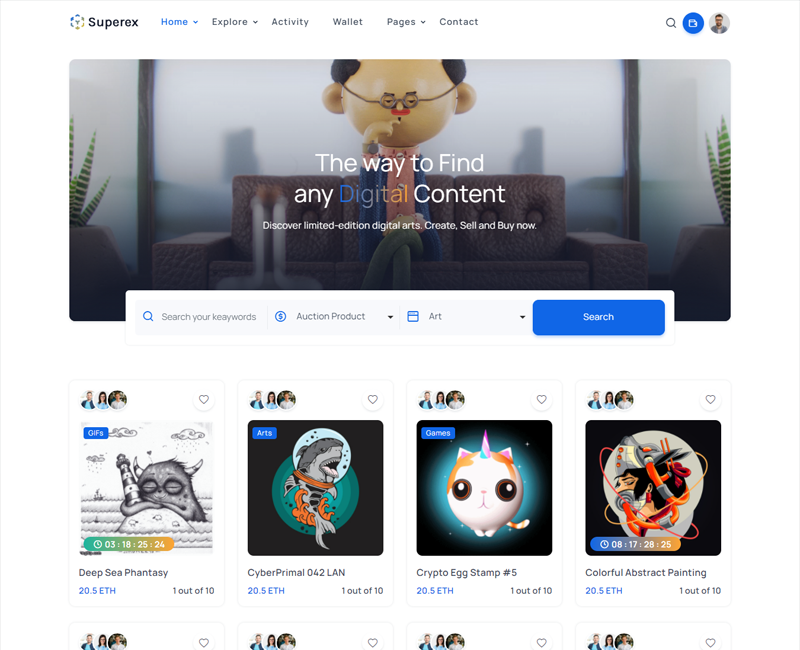 Superex
Home Explore Activity Wallet Pages Contact
The way to Find
any Digital Content
Discover limited-edition digital arts. Create, Sell and Buy now.
Search your keaywords Auction Product Art Search
GIFs Arts Games
03 : 18 : 25 : 24 08 : 17 : 28 : 25
Deep Sea Phantasy CyberPrimal 042 LAN Crypto Egg Stamp #5 Colorful Abstract Painting
20.5 ETH 1 out of 10 20.5 ETH 1 out of 10 20.5 ETH 1 out of 10 20.5 ETH 1 out of 10